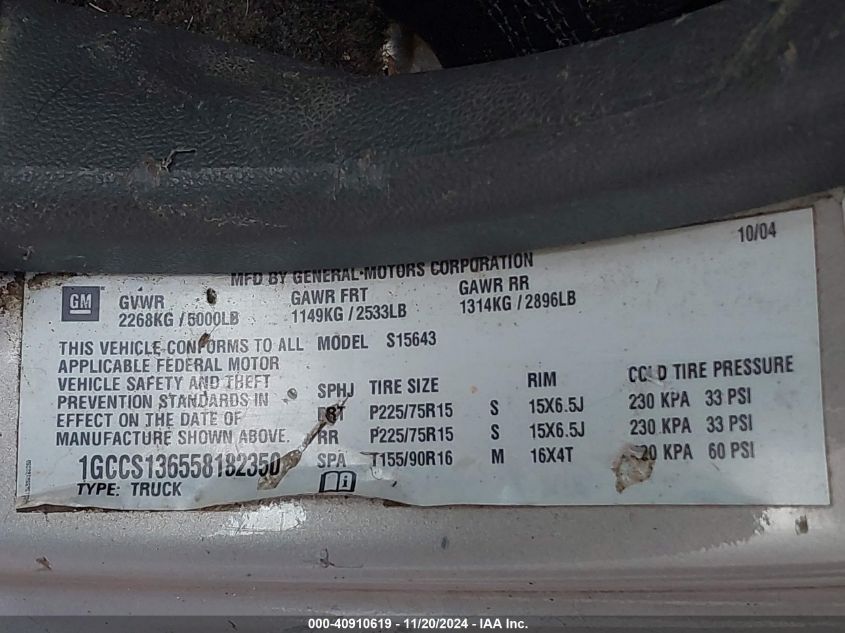 10/04
MFD BY GENERAL MOTORS CORPORATION
GM GVWR GAWR FRT GAWR RR
2268KG / 5000LB 1149KG / 2533LB 1314KG / 2896LB
THIS VEHICLE CONFORMS TO ALL MODEL S15643
APPLICABLE FEDERAL MOTOR
VEHICLE SAFETY AND THEFT
PREVENTION STANDARDS IN
EFFECT ON THE DATE OF
MANUFACTURE SHOWN ABOVE.
1GCCS136558182350
TYPE: TRUCK
SPHJ TIRE SIZE RIM COLD TIRE PRESSURE
P225/75R15 S 15X6.5J 230 KPA 33 PSI
RR P225/75R15 S 15X6.5J 230 KPA 33 PSI
SPA T155/90R16 M 16X4T KPA 60 PSI
000-40910619 - 11/20/2024 - IAA Inc.